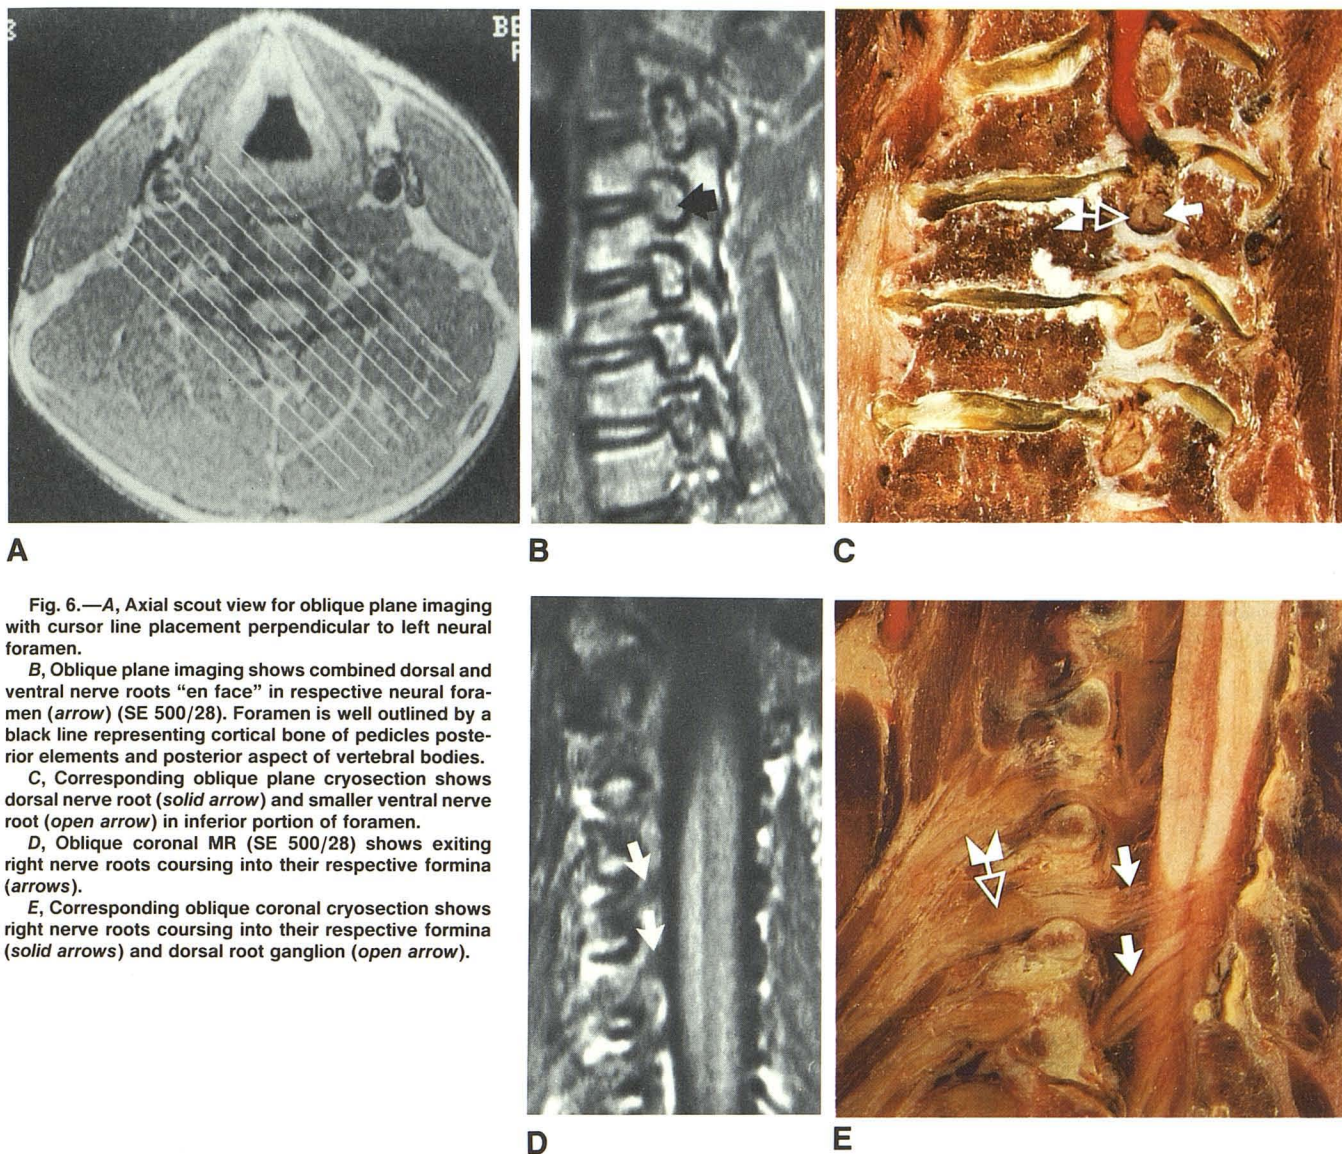 BE
F
A
B
C
Fig. 6.—A, Axial scout view for oblique plane imaging
with cursor line placement perpendicular to left neural
foramen.
B, Oblique plane imaging shows combined dorsal and
ventral nerve roots “en face” in respective neural fora-
men (arrow) (SE 500/28). Foramen is well outlined by a
black line representing cortical bone of pedicles poste-
rior elements and posterior aspect of vertebral bodies.
C, Corresponding oblique plane cryosection shows
dorsal nerve root (solid arrow) and smaller ventral nerve
root (open arrow) in inferior portion of foramen.
D, Oblique coronal MR (SE 500/28) shows exiting
right nerve roots coursing into their respective formina
(arrows).
E, Corresponding oblique coronal cryosection shows
right nerve roots coursing into their respective formina
(solid arrows) and dorsal root ganglion (open arrow).
D
E